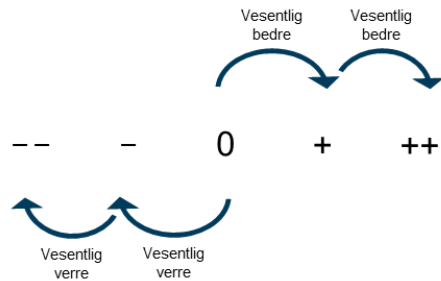 Vesentlig
bedre
Vesentlig
bedre
-- - 0 + ++
Vesentlig
verre
Vesentlig
verre